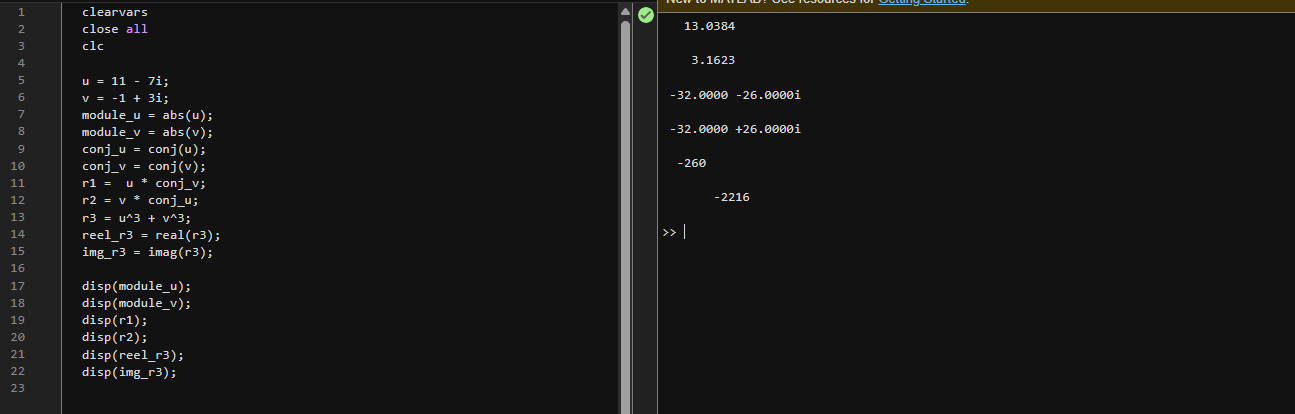 1 clearvars
2 close all
3 clc
4
5 u = 11 - 7i;
6 v = -1 + 3i;
7 module_u = abs(u);
8 module_v = abs(v);
9 conj_u = conj(u);
10 conj_v = conj(v);
11 r1 =  u * conj_v;
12 r2 = v * conj_u;
13 r3 = u^3 + v^3;
14 reel_r3 = real(r3);
15 img_r3 = imag(r3);
16
17 disp(module_u);
18 disp(module_v);
19 disp(r1);
20 disp(r2);
21 disp(reel_r3);
22 disp(img_r3);
23
New to MATLAB? See resources for Getting Started.
13.0384
3.1623
-32.0000 -26.0000i
-32.0000 +26.0000i
-260
-2216
>>